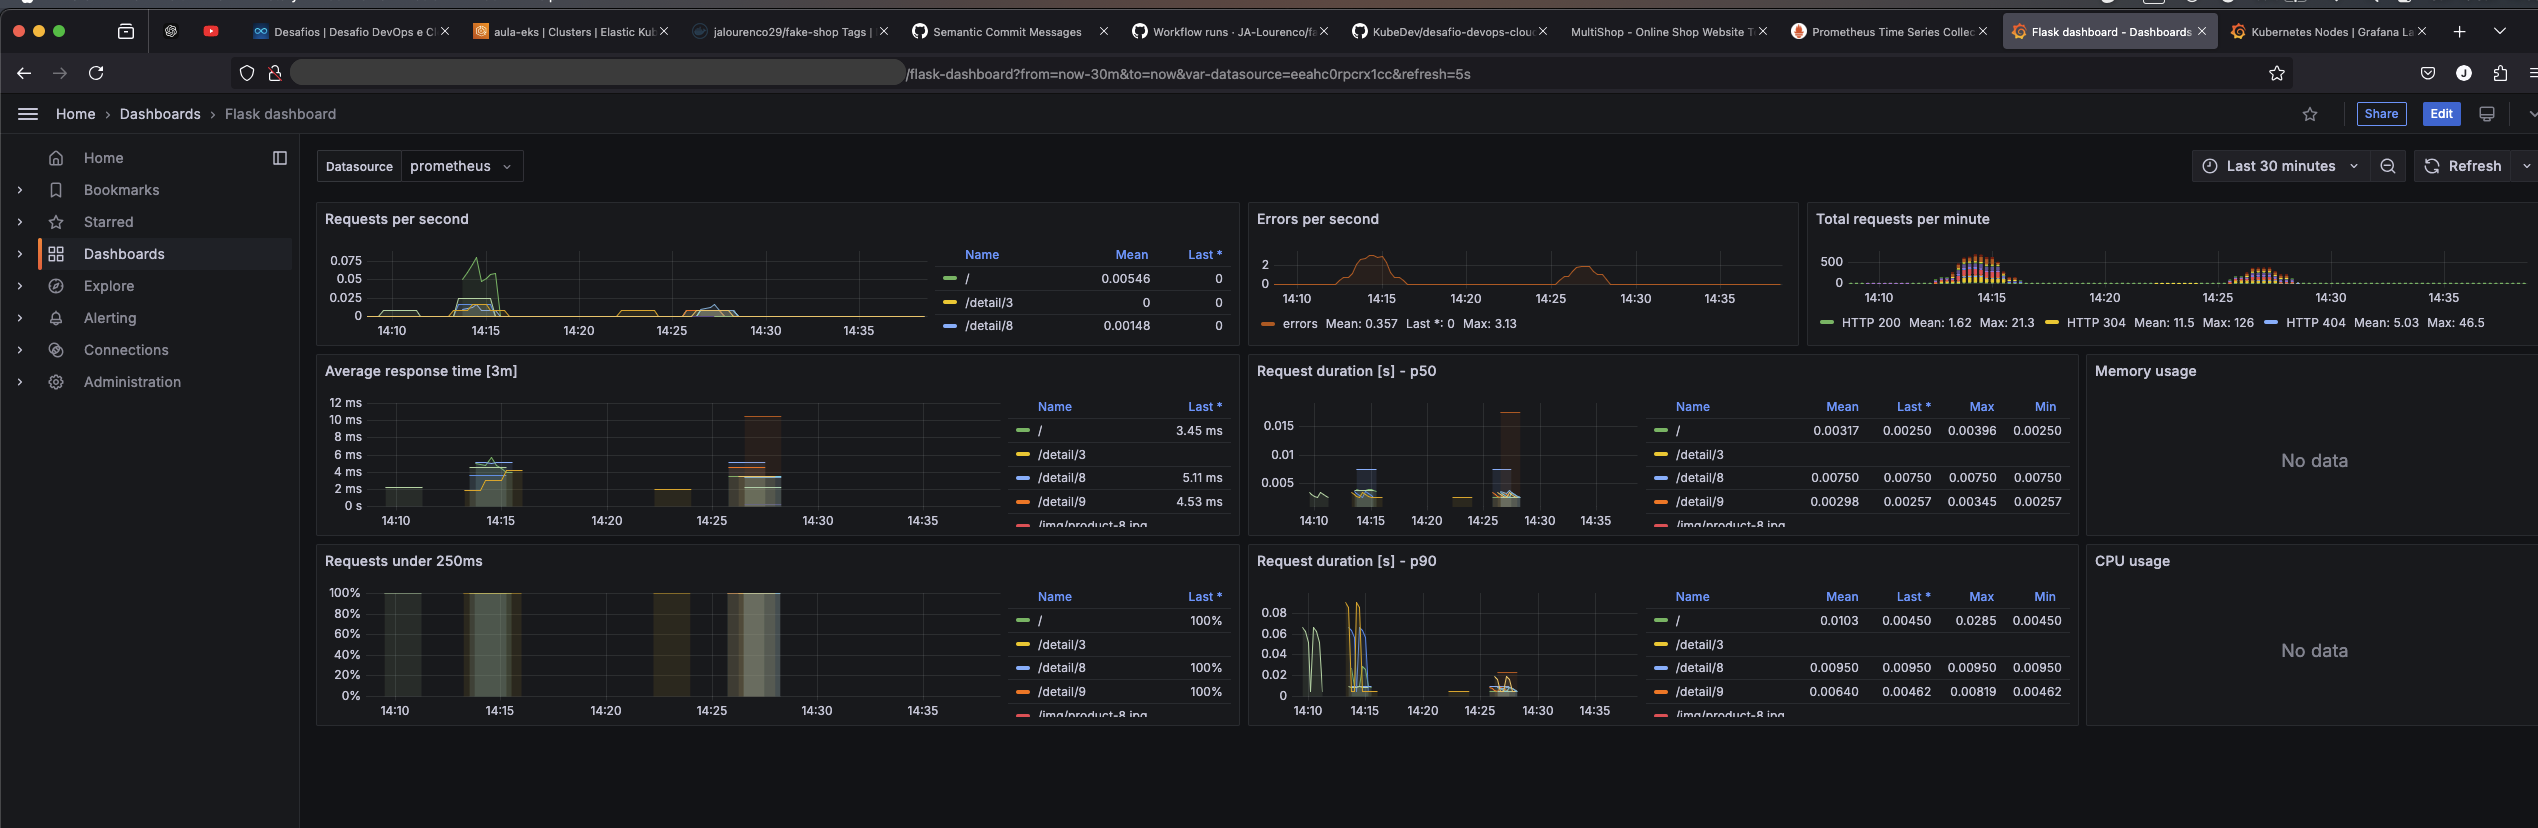 Desafios | Desafio DevOps e Cl
aula-eks | Clusters | Elastic Kub
jalourenco29/fake-shop Tags |
Semantic Commit Messages
Workflow runs · JA-Lourenco/fa
KubeDev/desafio-devops-clou
MultiShop - Online Shop Website T
Prometheus Time Series Collec
Flask dashboard - Dashboards
Kubernetes Nodes | Grafana La
/flask-dashboard?from=now-30m&to=now&var-datasource=eeahc0rpcrx1cc&refresh=5s
J
Home › Dashboards › Flask dashboard
Share
Edit
Home
Bookmarks
Starred
Dashboards
Explore
Alerting
Connections
Administration
Datasource prometheus
Last 30 minutes
Refresh
Requests per second
0.075
0.05
0.025
0
14:10 14:15 14:20 14:25 14:30 14:35
Name Mean Last *
/ 0.00546 0
/detail/3 0 0
/detail/8 0.00148 0
Errors per second
2
0
14:10 14:15 14:20 14:25 14:30 14:35
errors Mean: 0.357 Last *: 0 Max: 3.13
Total requests per minute
500
0
14:10 14:15 14:20 14:25 14:30 14:35
HTTP 200 Mean: 1.62 Max: 21.3 HTTP 304 Mean: 11.5 Max: 126 HTTP 404 Mean: 5.03 Max: 46.5
Average response time [3m]
12 ms
10 ms
8 ms
6 ms
4 ms
2 ms
0 s
14:10 14:15 14:20 14:25 14:30 14:35
Name Last *
/ 3.45 ms
/detail/3
/detail/8 5.11 ms
/detail/9 4.53 ms
/img/product-8.jpg
Request duration [s] - p50
0.015
0.01
0.005
14:10 14:15 14:20 14:25 14:30 14:35
Name Mean Last * Max Min
/ 0.00317 0.00250 0.00396 0.00250
/detail/3
/detail/8 0.00750 0.00750 0.00750 0.00750
/detail/9 0.00298 0.00257 0.00345 0.00257
/img/product-8.jpg
Memory usage
No data
Requests under 250ms
100%
80%
60%
40%
20%
0%
14:10 14:15 14:20 14:25 14:30 14:35
Name Last *
/ 100%
/detail/3
/detail/8 100%
/detail/9 100%
/img/product-8.jpg
Request duration [s] - p90
0.08
0.06
0.04
0.02
0
14:10 14:15 14:20 14:25 14:30 14:35
Name Mean Last * Max Min
/ 0.0103 0.00450 0.0285 0.00450
/detail/3
/detail/8 0.00950 0.00950 0.00950 0.00950
/detail/9 0.00640 0.00462 0.00819 0.00462
/img/product-8.jpg
CPU usage
No data